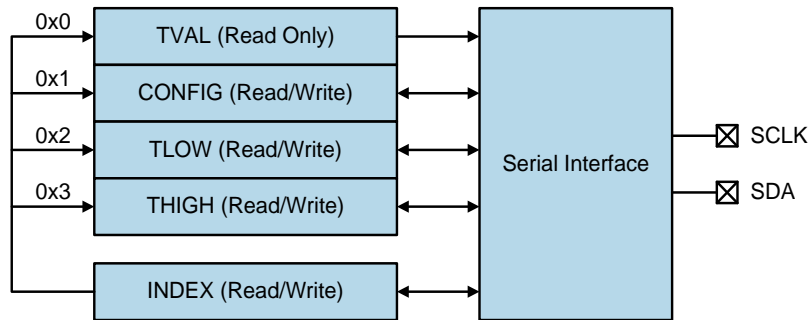 0x0
TVAL (Read Only)
0x1
CONFIG (Read/Write)
0x2
TLOW (Read/Write)
0x3
THIGH (Read/Write)
INDEX (Read/Write)
Serial Interface
SCLK
SDA